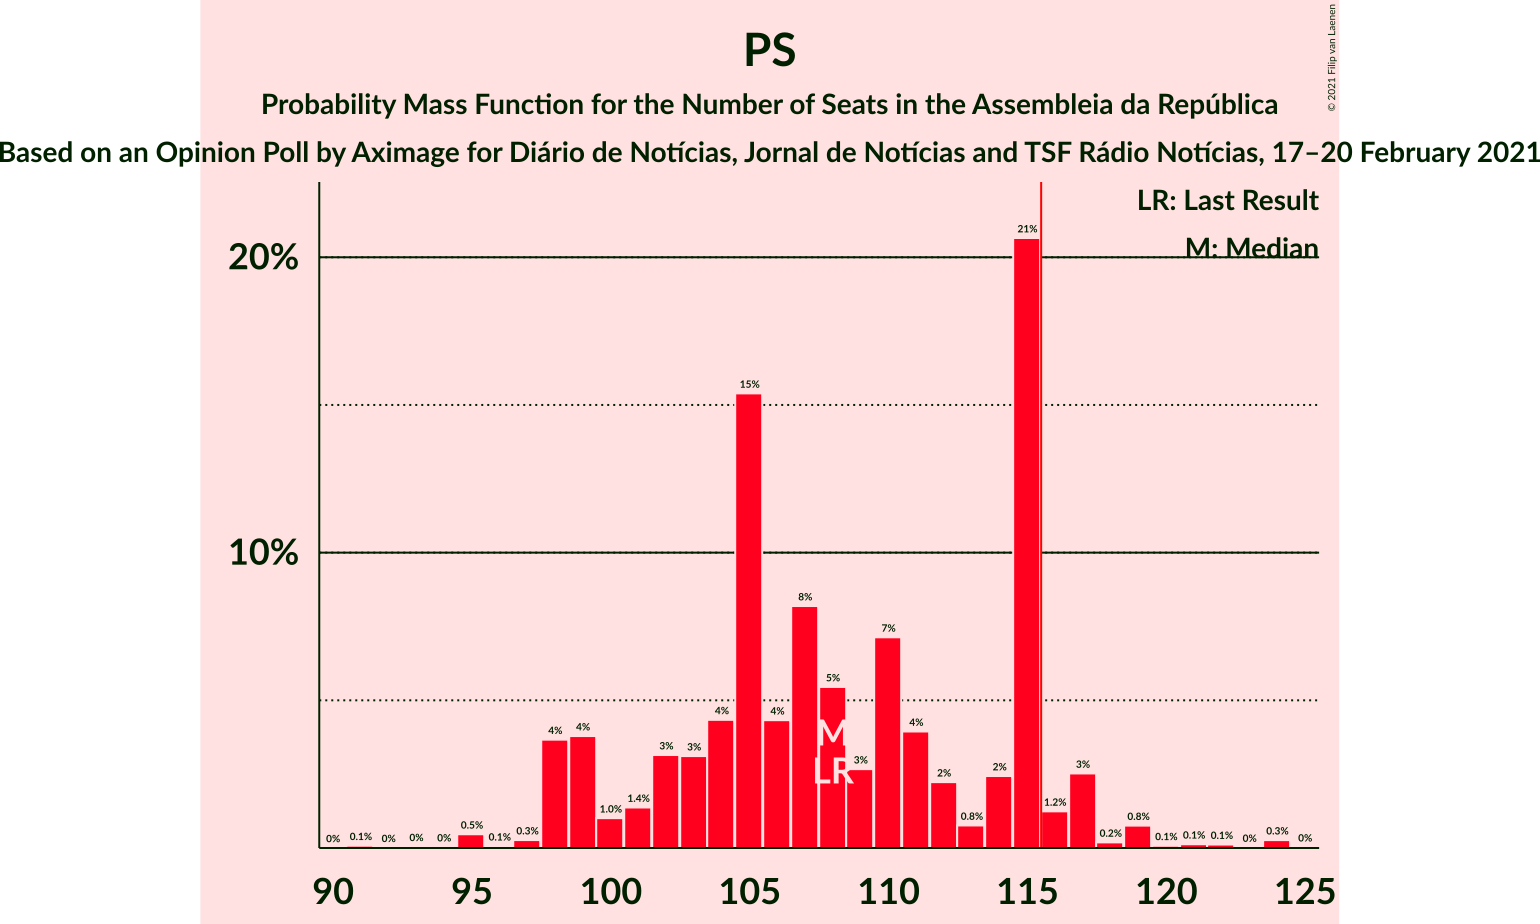 PS
Probability Mass Function for the Number of Seats in the Assembleia da República
Based on an Opinion Poll by Aximage for Diário de Notícias, Jornal de Notícias and TSF Rádio Notícias, 17–20 February 2021
© 2021 Filip van Laenen
LR: Last Result
M: Median
20%
10%
0% 0.1% 0% 0% 0% 0.5% 0.1% 0.3% 4% 4% 1.0% 1.4% 3% 3% 4% 15% 4% 8% 5% 3% 7% 4% 2% 0.8% 2% 21% 1.2% 3% 0.2% 0.8% 0.1% 0.1% 0.1% 0% 0.3% 0%
M
LR
90 95 100 105 110 115 120 125